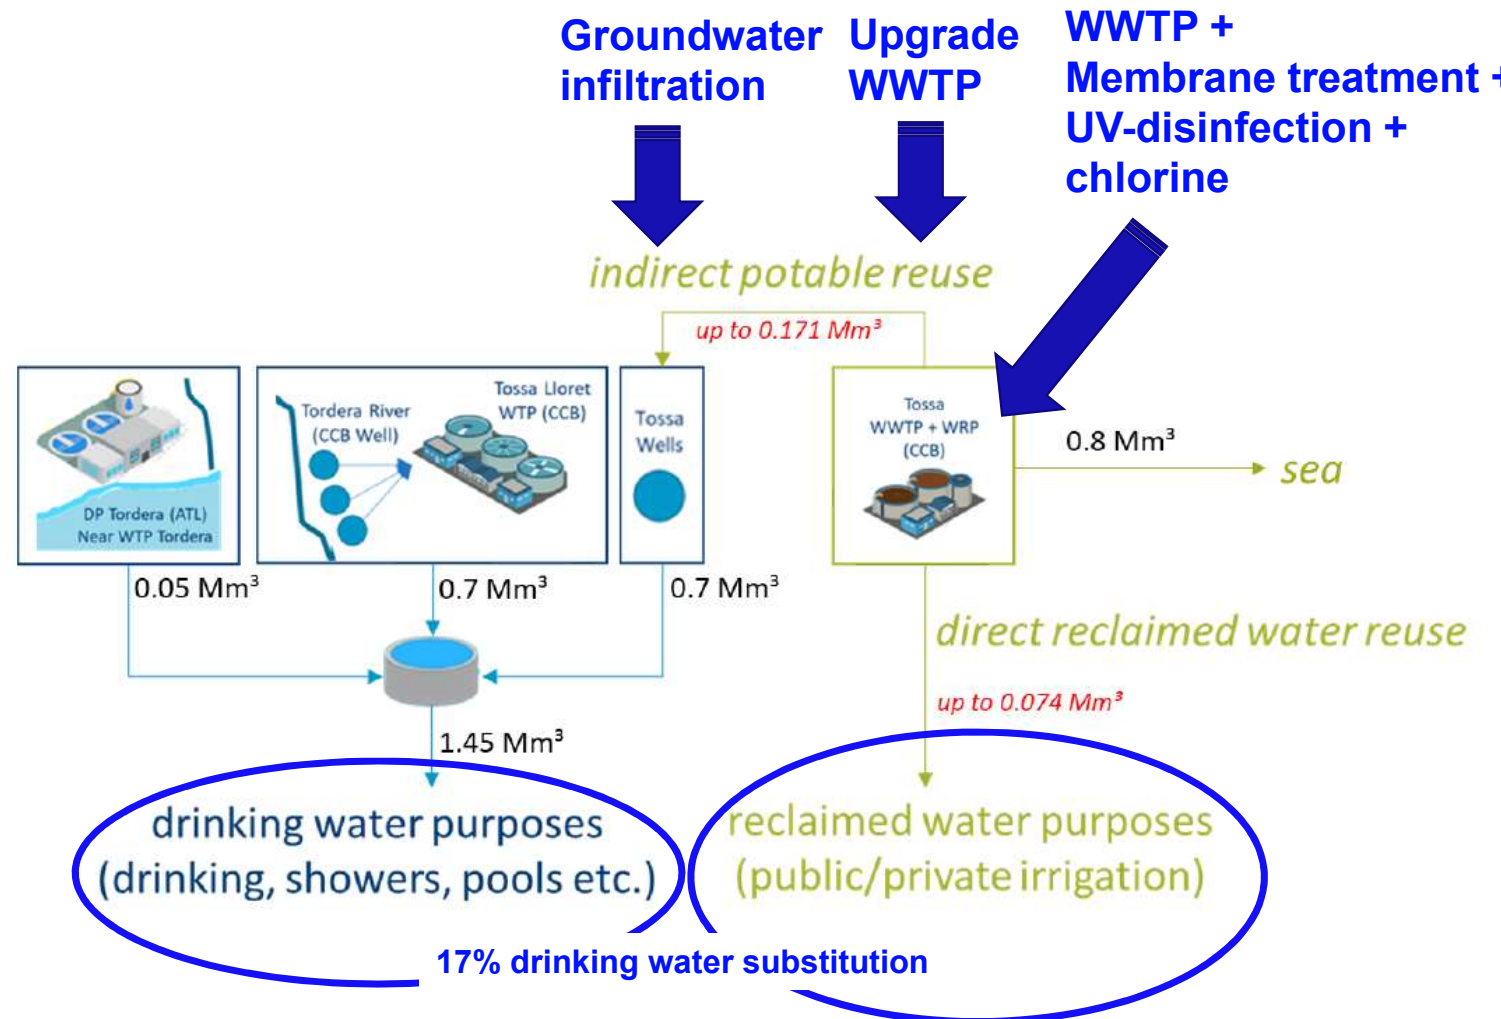 Groundwater
infiltration
Upgrade
WWTP
WWTP +
Membrane treatment +
UV-disinfection +
chlorine
indirect potable reuse
up to 0.171 Mm³
DP Tordera (ATL)
Near WTP Tordera
Tordera River
(CCB Well)
Tossa Lloret
WTP (CCB)
Tossa
Wells
Tossa
WWTP + WRP
(CCB)
0.8 Mm³
sea
0.05 Mm³
0.7 Mm³
0.7 Mm³
direct reclaimed water reuse
up to 0.074 Mm³
1.45 Mm³
drinking water purposes
(drinking, showers, pools etc.)
reclaimed water purposes
(public/private irrigation)
17% drinking water substitution